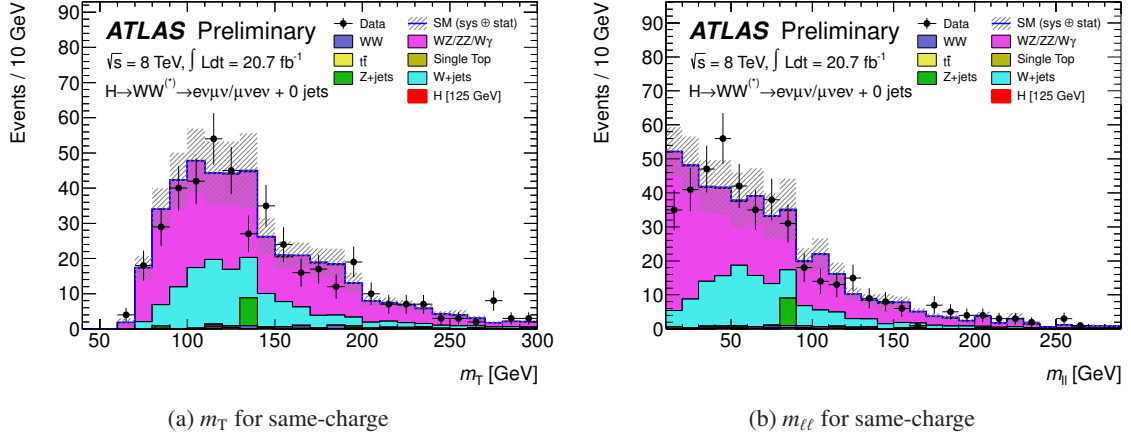 ATLAS Preliminary
√s = 8 TeV, ∫ Ldt = 20.7 fb⁻¹
H→WW(*)→eνμν/μνeν + 0 jets
Data
WW
tt̄
Z+jets
SM (sys ⊕ stat)
WZ/ZZ/Wγ
Single Top
W+jets
H [125 GeV]
Events / 10 GeV
90
80
70
60
50
40
30
20
10
0
50 100 150 200 250 300
m_T [GeV]
(a) m_T for same-charge
ATLAS Preliminary
√s = 8 TeV, ∫ Ldt = 20.7 fb⁻¹
H→WW(*)→eνμν/μνeν + 0 jets
Data
WW
tt̄
Z+jets
SM (sys ⊕ stat)
WZ/ZZ/Wγ
Single Top
W+jets
H [125 GeV]
Events / 10 GeV
90
80
70
60
50
40
30
20
10
0
50 100 150 200 250
m_ll [GeV]
(b) m_ℓℓ for same-charge